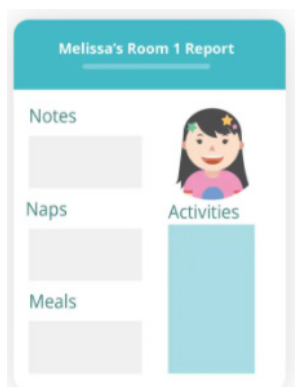 Melissa's Room 1 Report
Notes
Naps
Activities
Meals